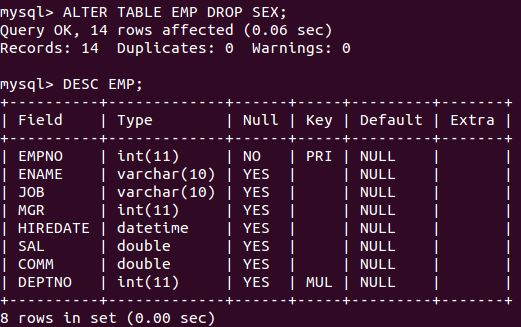 mysql> ALTER TABLE EMP DROP SEX;
Query OK, 14 rows affected (0.06 sec)
Records: 14  Duplicates: 0  Warnings: 0

mysql> DESC EMP;
+----------+-------------+------+-----+---------+-------+
| Field    | Type        | Null | Key | Default | Extra |
+----------+-------------+------+-----+---------+-------+
| EMPNO    | int(11)     | NO   | PRI | NULL    |       |
| ENAME    | varchar(10) | YES  |     | NULL    |       |
| JOB      | varchar(10) | YES  |     | NULL    |       |
| MGR      | int(11)     | YES  |     | NULL    |       |
| HIREDATE | datetime    | YES  |     | NULL    |       |
| SAL      | double      | YES  |     | NULL    |       |
| COMM     | double      | YES  |     | NULL    |       |
| DEPTNO   | int(11)     | YES  | MUL | NULL    |       |
+----------+-------------+------+-----+---------+-------+
8 rows in set (0.00 sec)